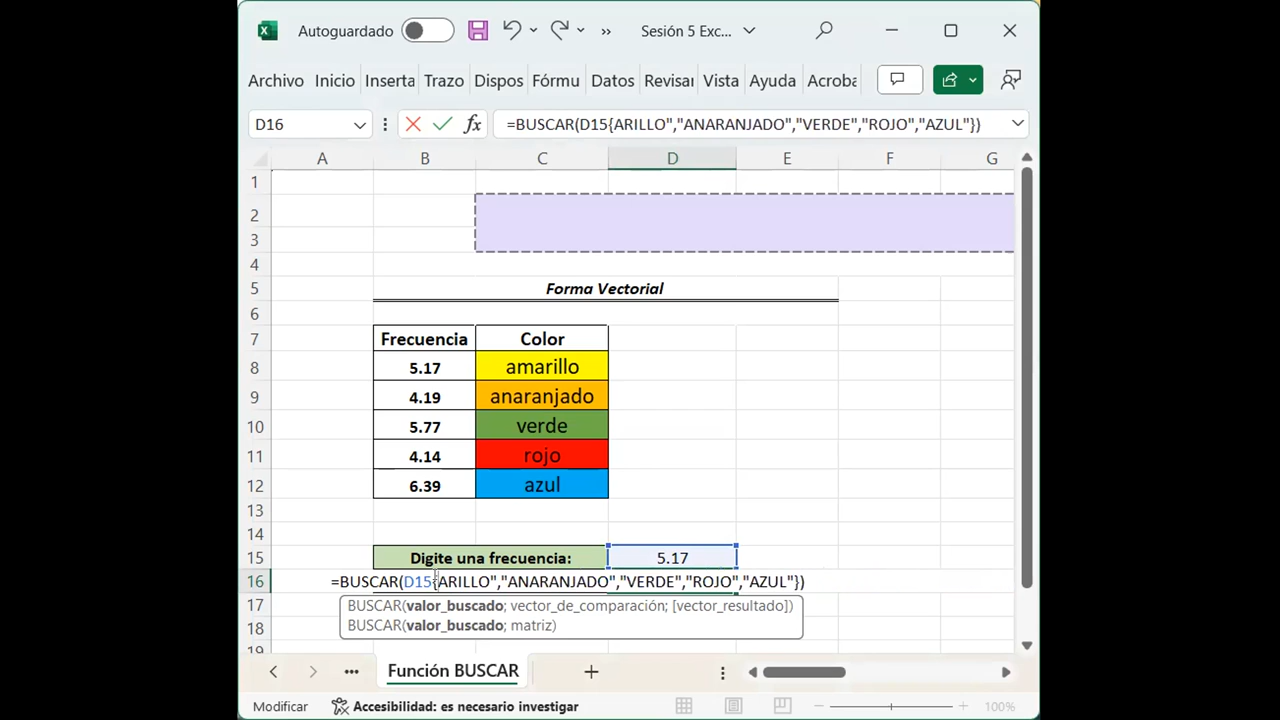 Autoguardado
Sesión 5 Exc...
Archivo Inicio Inserta Trazo Dispos Fórmu Datos Revisar Vista Ayuda Acroba
D16
fx
=BUSCAR(D15{ARILLO","ANARANJADO","VERDE","ROJO","AZUL"})
A B C D E F G
1
2
3
4
5 Forma Vectorial
6
7 Frecuencia Color
8 5.17 amarillo
9 4.19 anaranjado
10 5.77 verde
11 4.14 rojo
12 6.39 azul
13
14
15 Digite una frecuencia: 5.17
16 =BUSCAR(D15{ARILLO","ANARANJADO","VERDE","ROJO","AZUL"})
17 BUSCAR(valor_buscado; vector_de_comparación; [vector_resultado])
18 BUSCAR(valor_buscado; matriz)
19
Función BUSCAR
Modificar Accesibilidad: es necesario investigar 100%